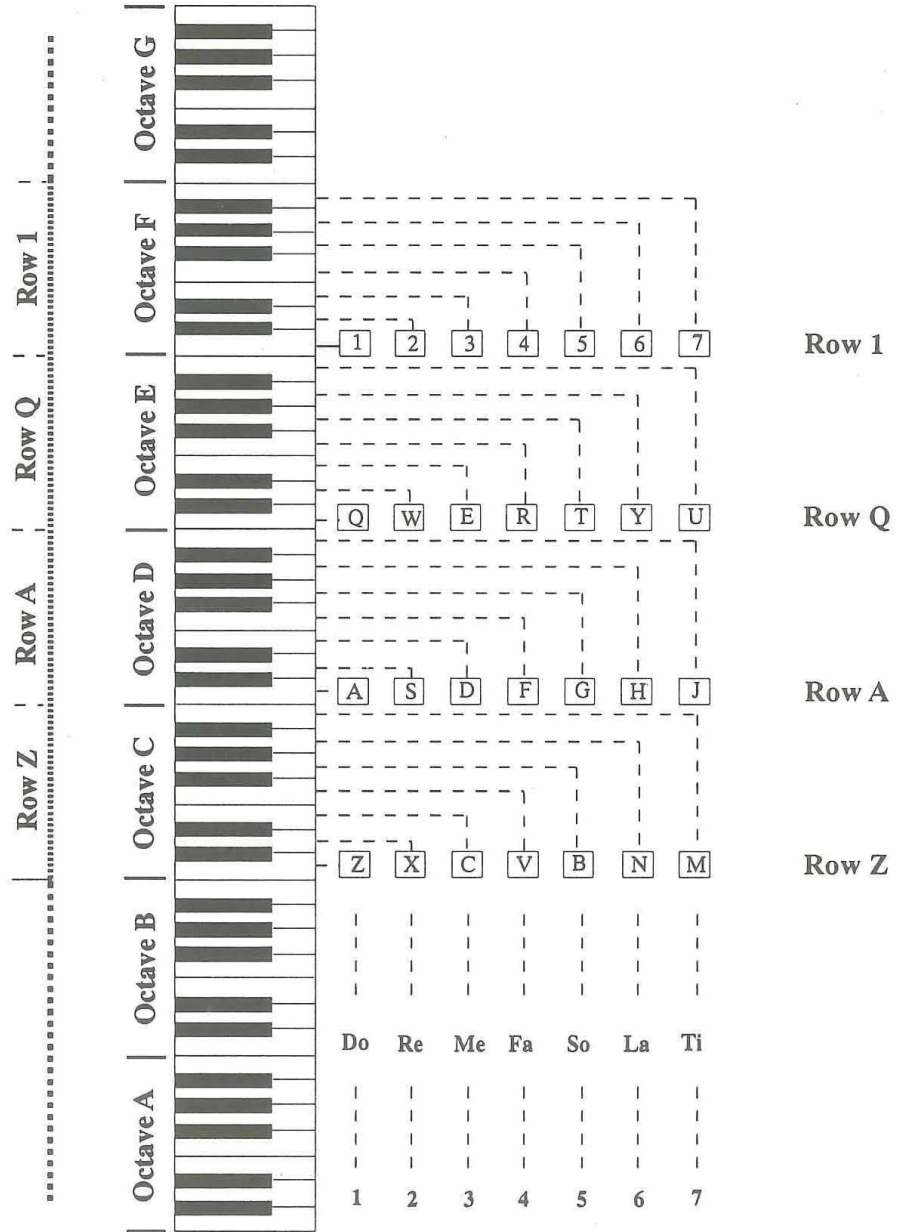 Octave G
Octave F
Octave E
Octave D
Octave C
Octave B
Octave A
Row 1
Row Q
Row A
Row Z
1 2 3 4 5 6 7 Row 1
Q W E R T Y U Row Q
A S D F G H J Row A
Z X C V B N M Row Z
Do Re Me Fa So La Ti
1 2 3 4 5 6 7